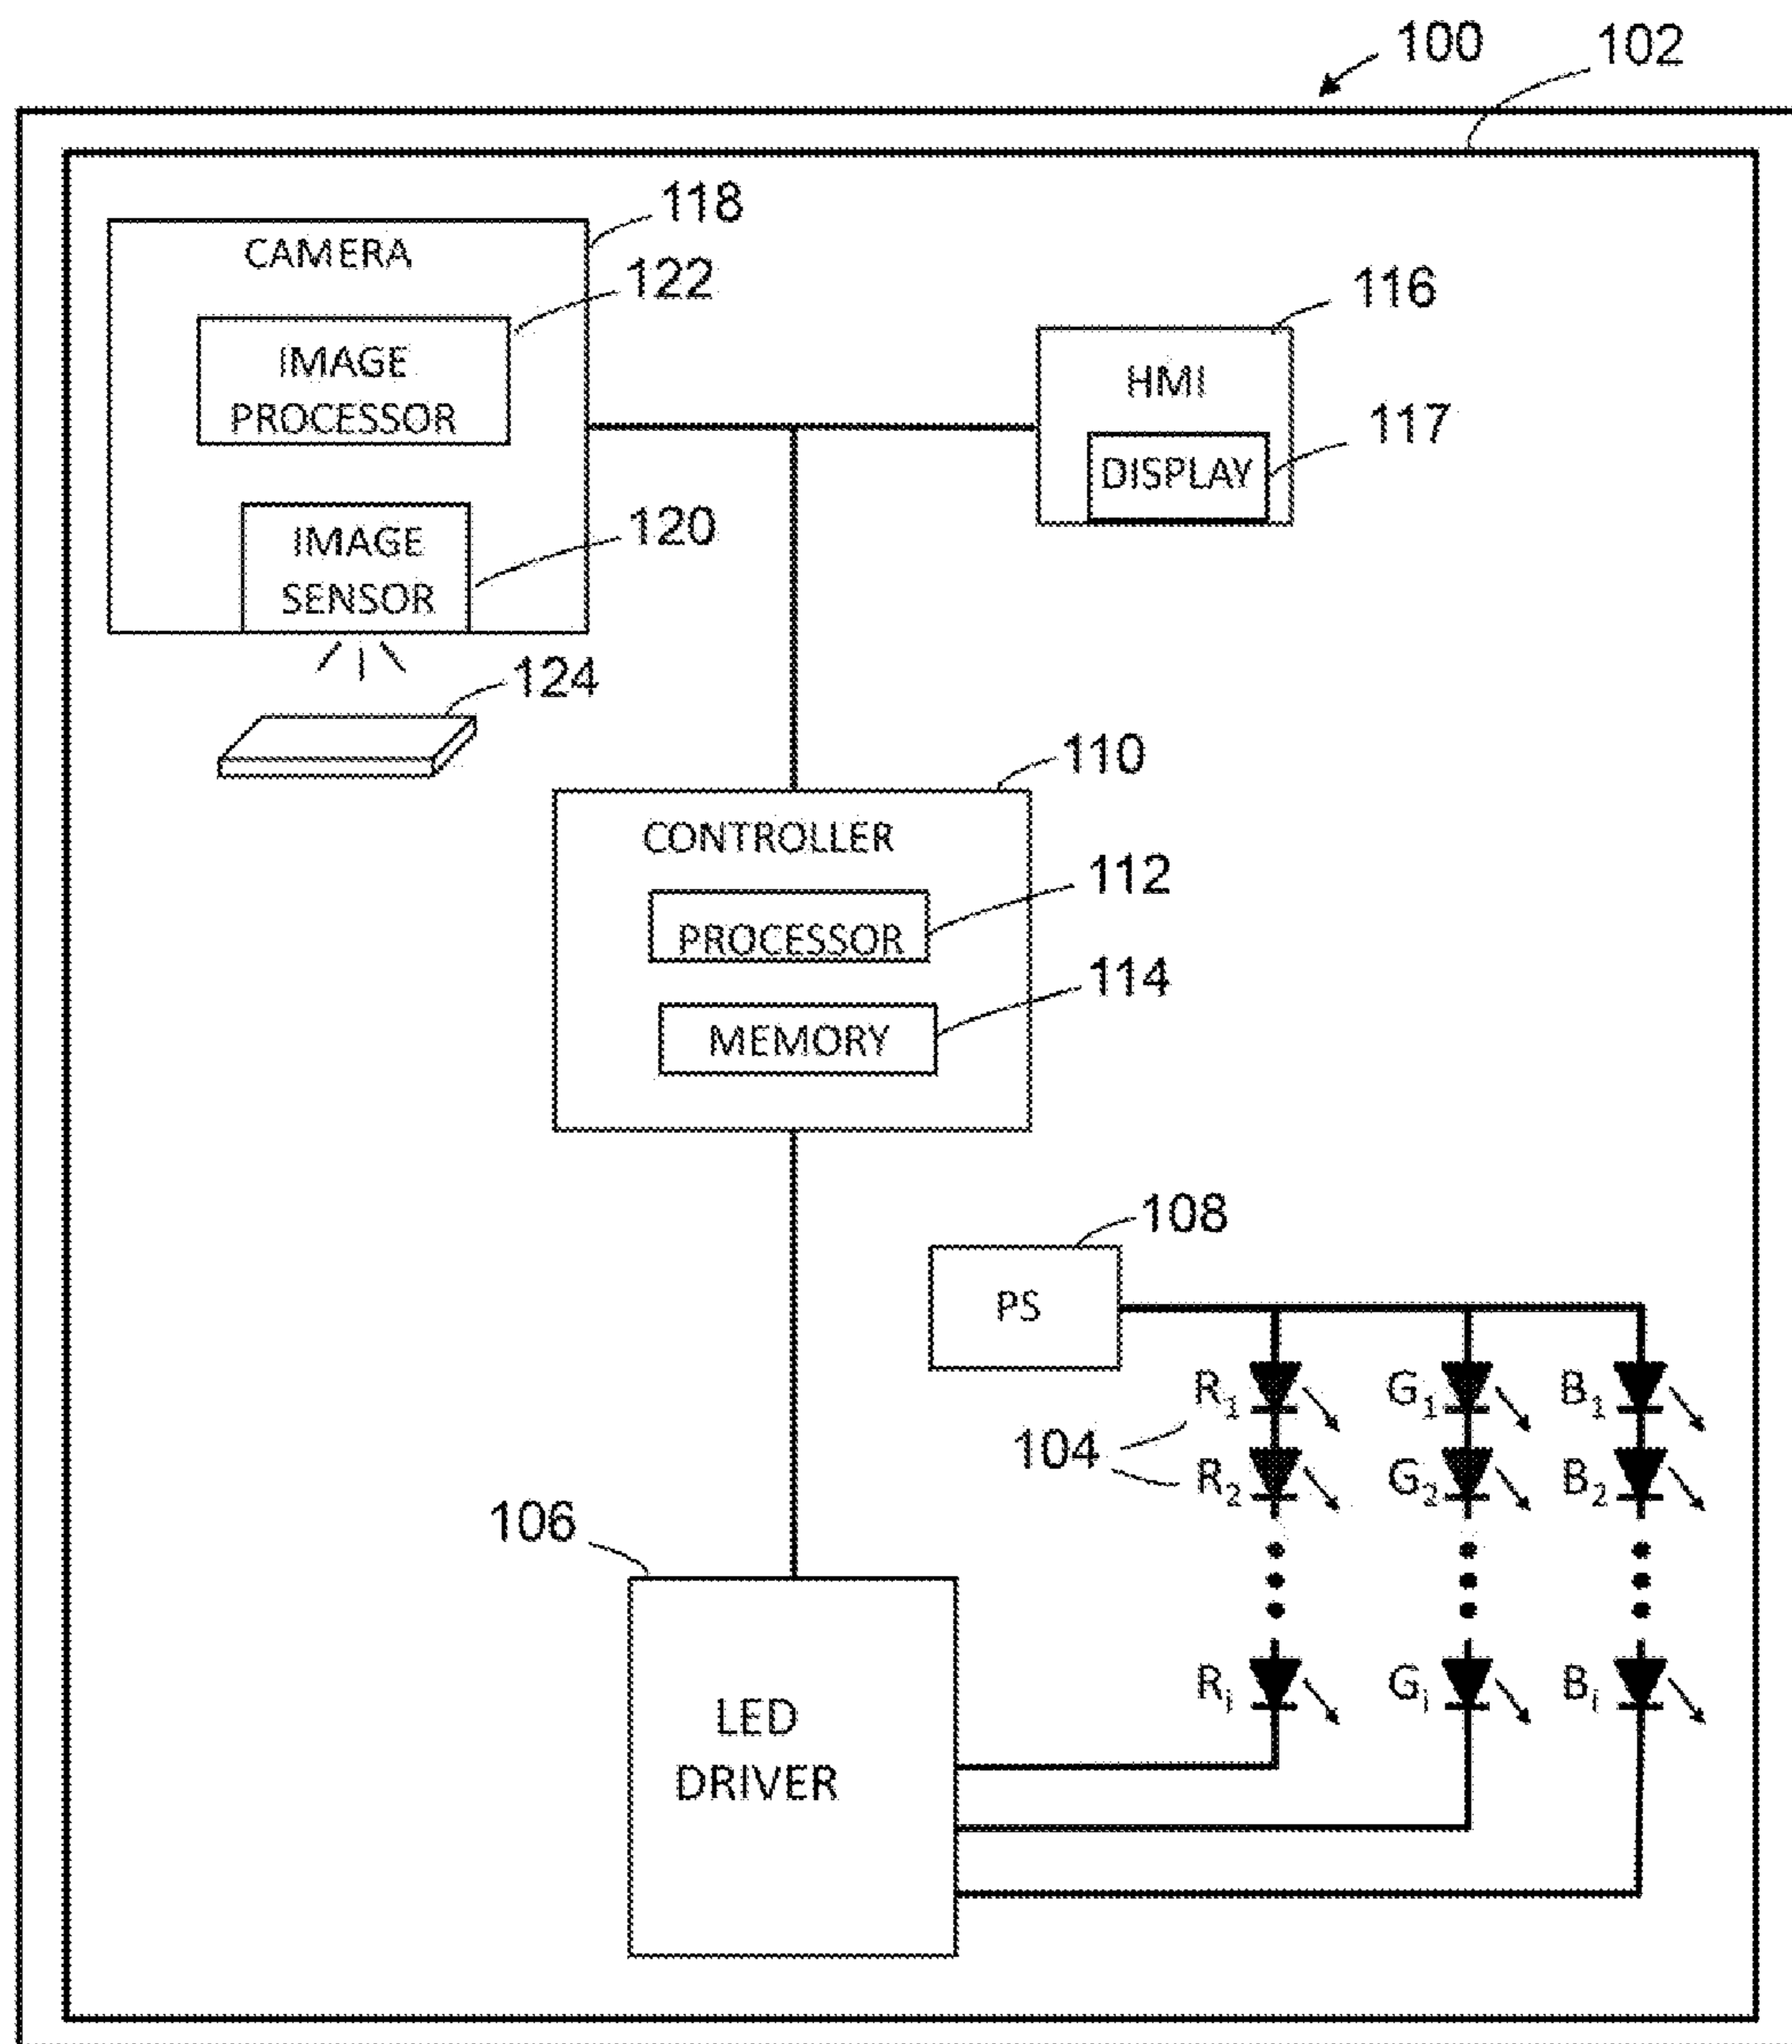 100
102
118
CAMERA
122
IMAGE
PROCESSOR
116
HMI
117
DISPLAY
120
IMAGE
SENSOR
124
110
CONTROLLER
112
PROCESSOR
114
MEMORY
108
PS
R1 G1 B1
104
R2 G2 B2
106
Ri Gi Bi
LED
DRIVER